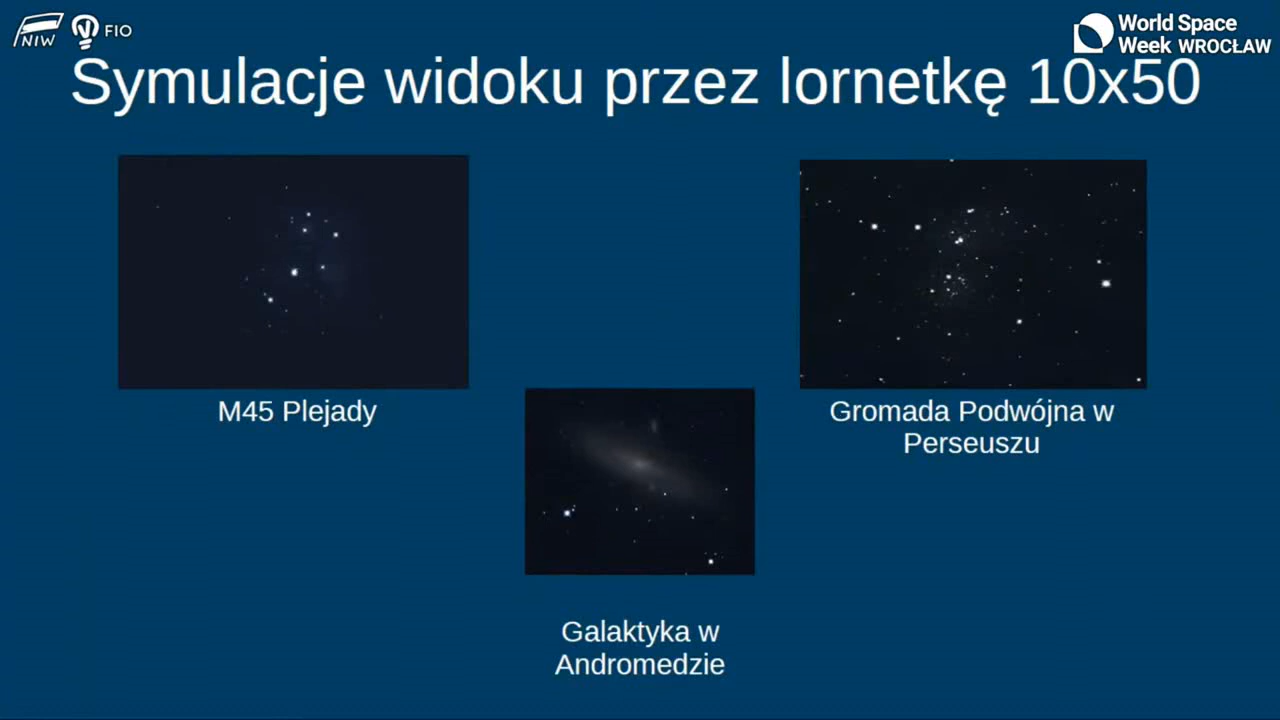 NIW FIO
World Space
Week WROCŁAW
Symulacje widoku przez lornetkę 10x50
M45 Plejady
Gromada Podwójna w
Perseuszu
Galaktyka w
Andromedzie